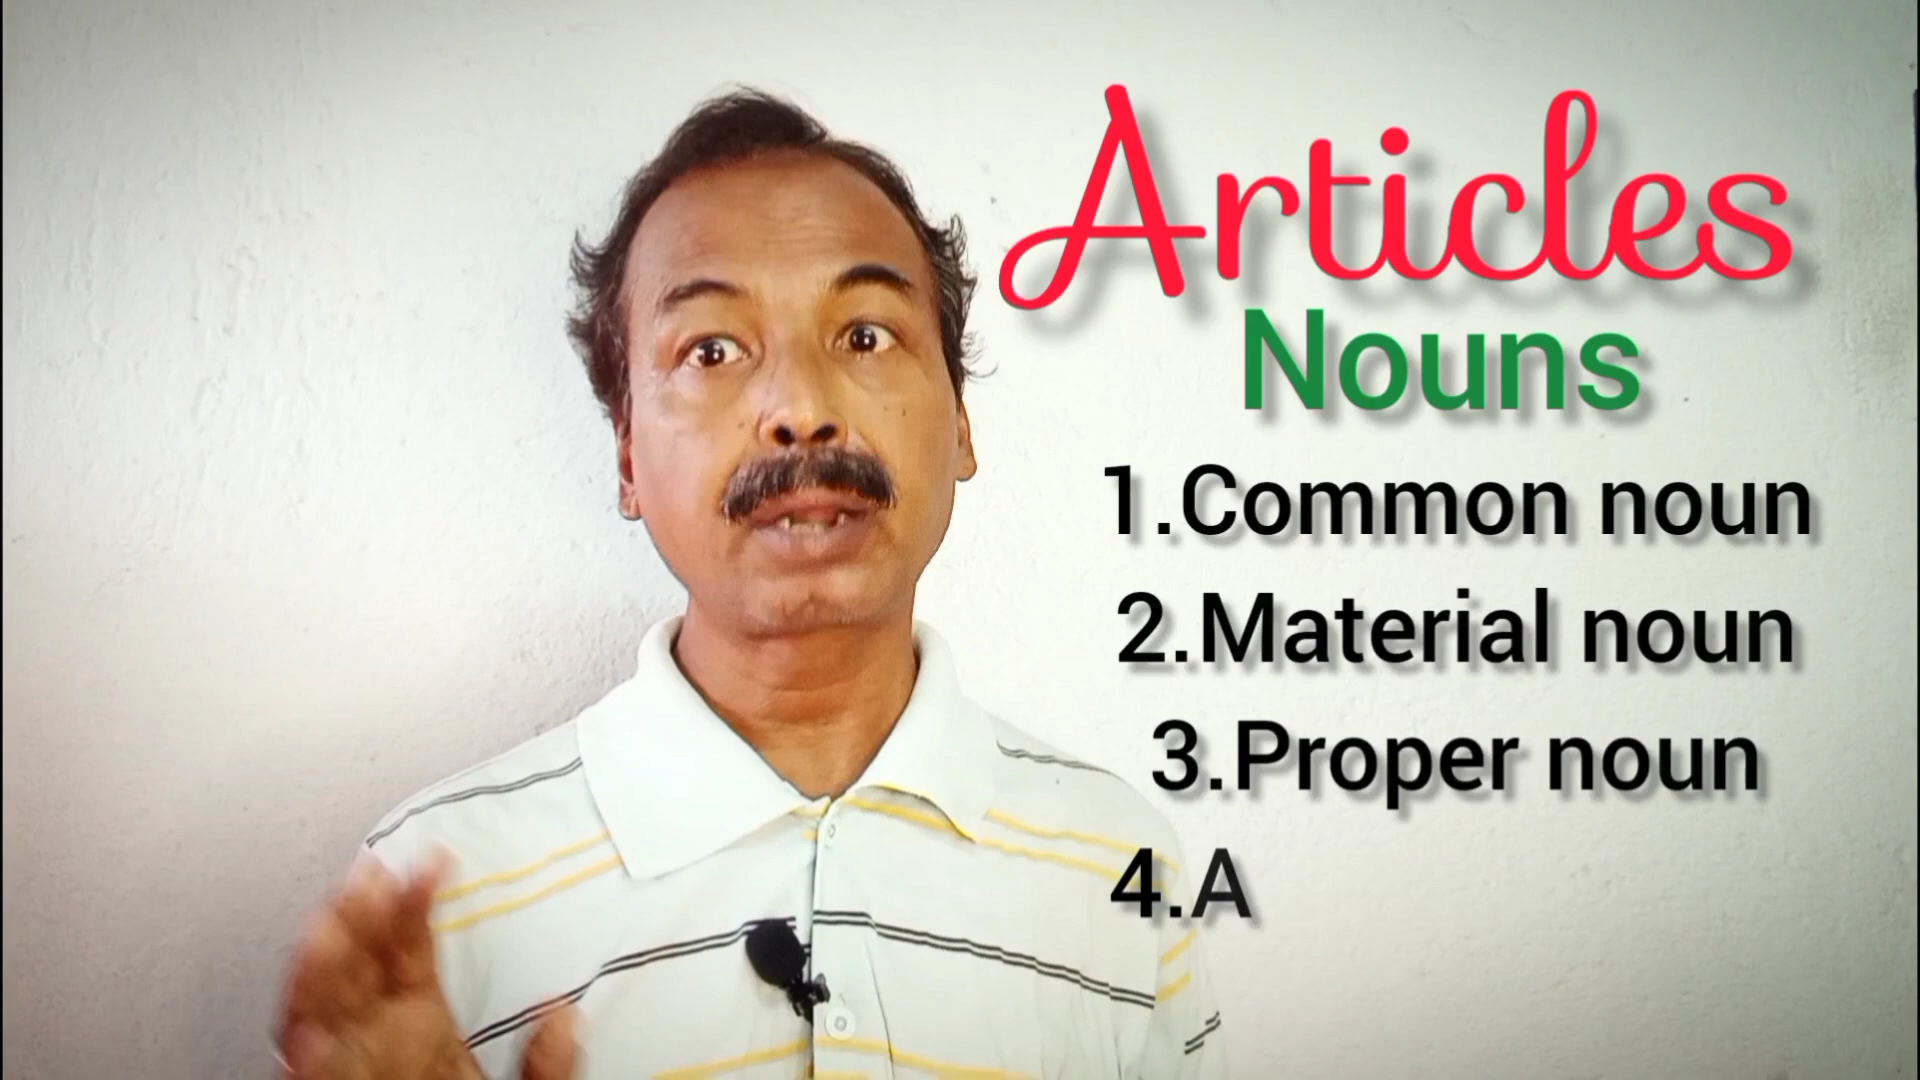 Articles
Nouns
1.Common noun
2.Material noun
3.Proper noun
4.A